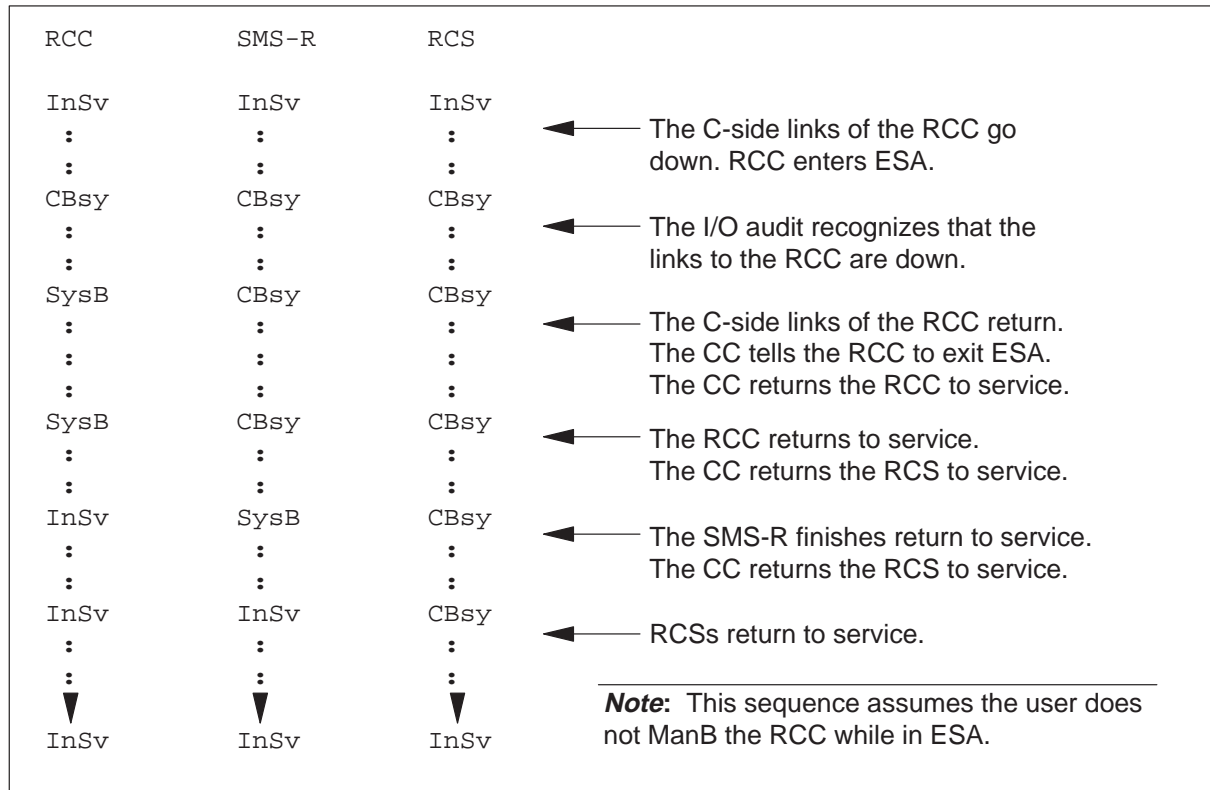 RCC SMS-R RCS
InSv InSv InSv
: : :
The C-side links of the RCC go
: : :
down. RCC enters ESA.
CBsy CBsy CBsy
: : :
The I/O audit recognizes that the
: : :
links to the RCC are down.
SysB CBsy CBsy
: : :
The C-side links of the RCC return.
: : :
The CC tells the RCC to exit ESA.
: : :
The CC returns the RCC to service.
SysB CBsy CBsy
: : :
The RCC returns to service.
: : :
The CC returns the RCS to service.
InSv SysB CBsy
: : :
The SMS-R finishes return to service.
: : :
The CC returns the RCS to service.
InSv InSv CBsy
: : :
RCSs return to service.
: : :
Note: This sequence assumes the user does
not ManB the RCC while in ESA.
InSv InSv InSv